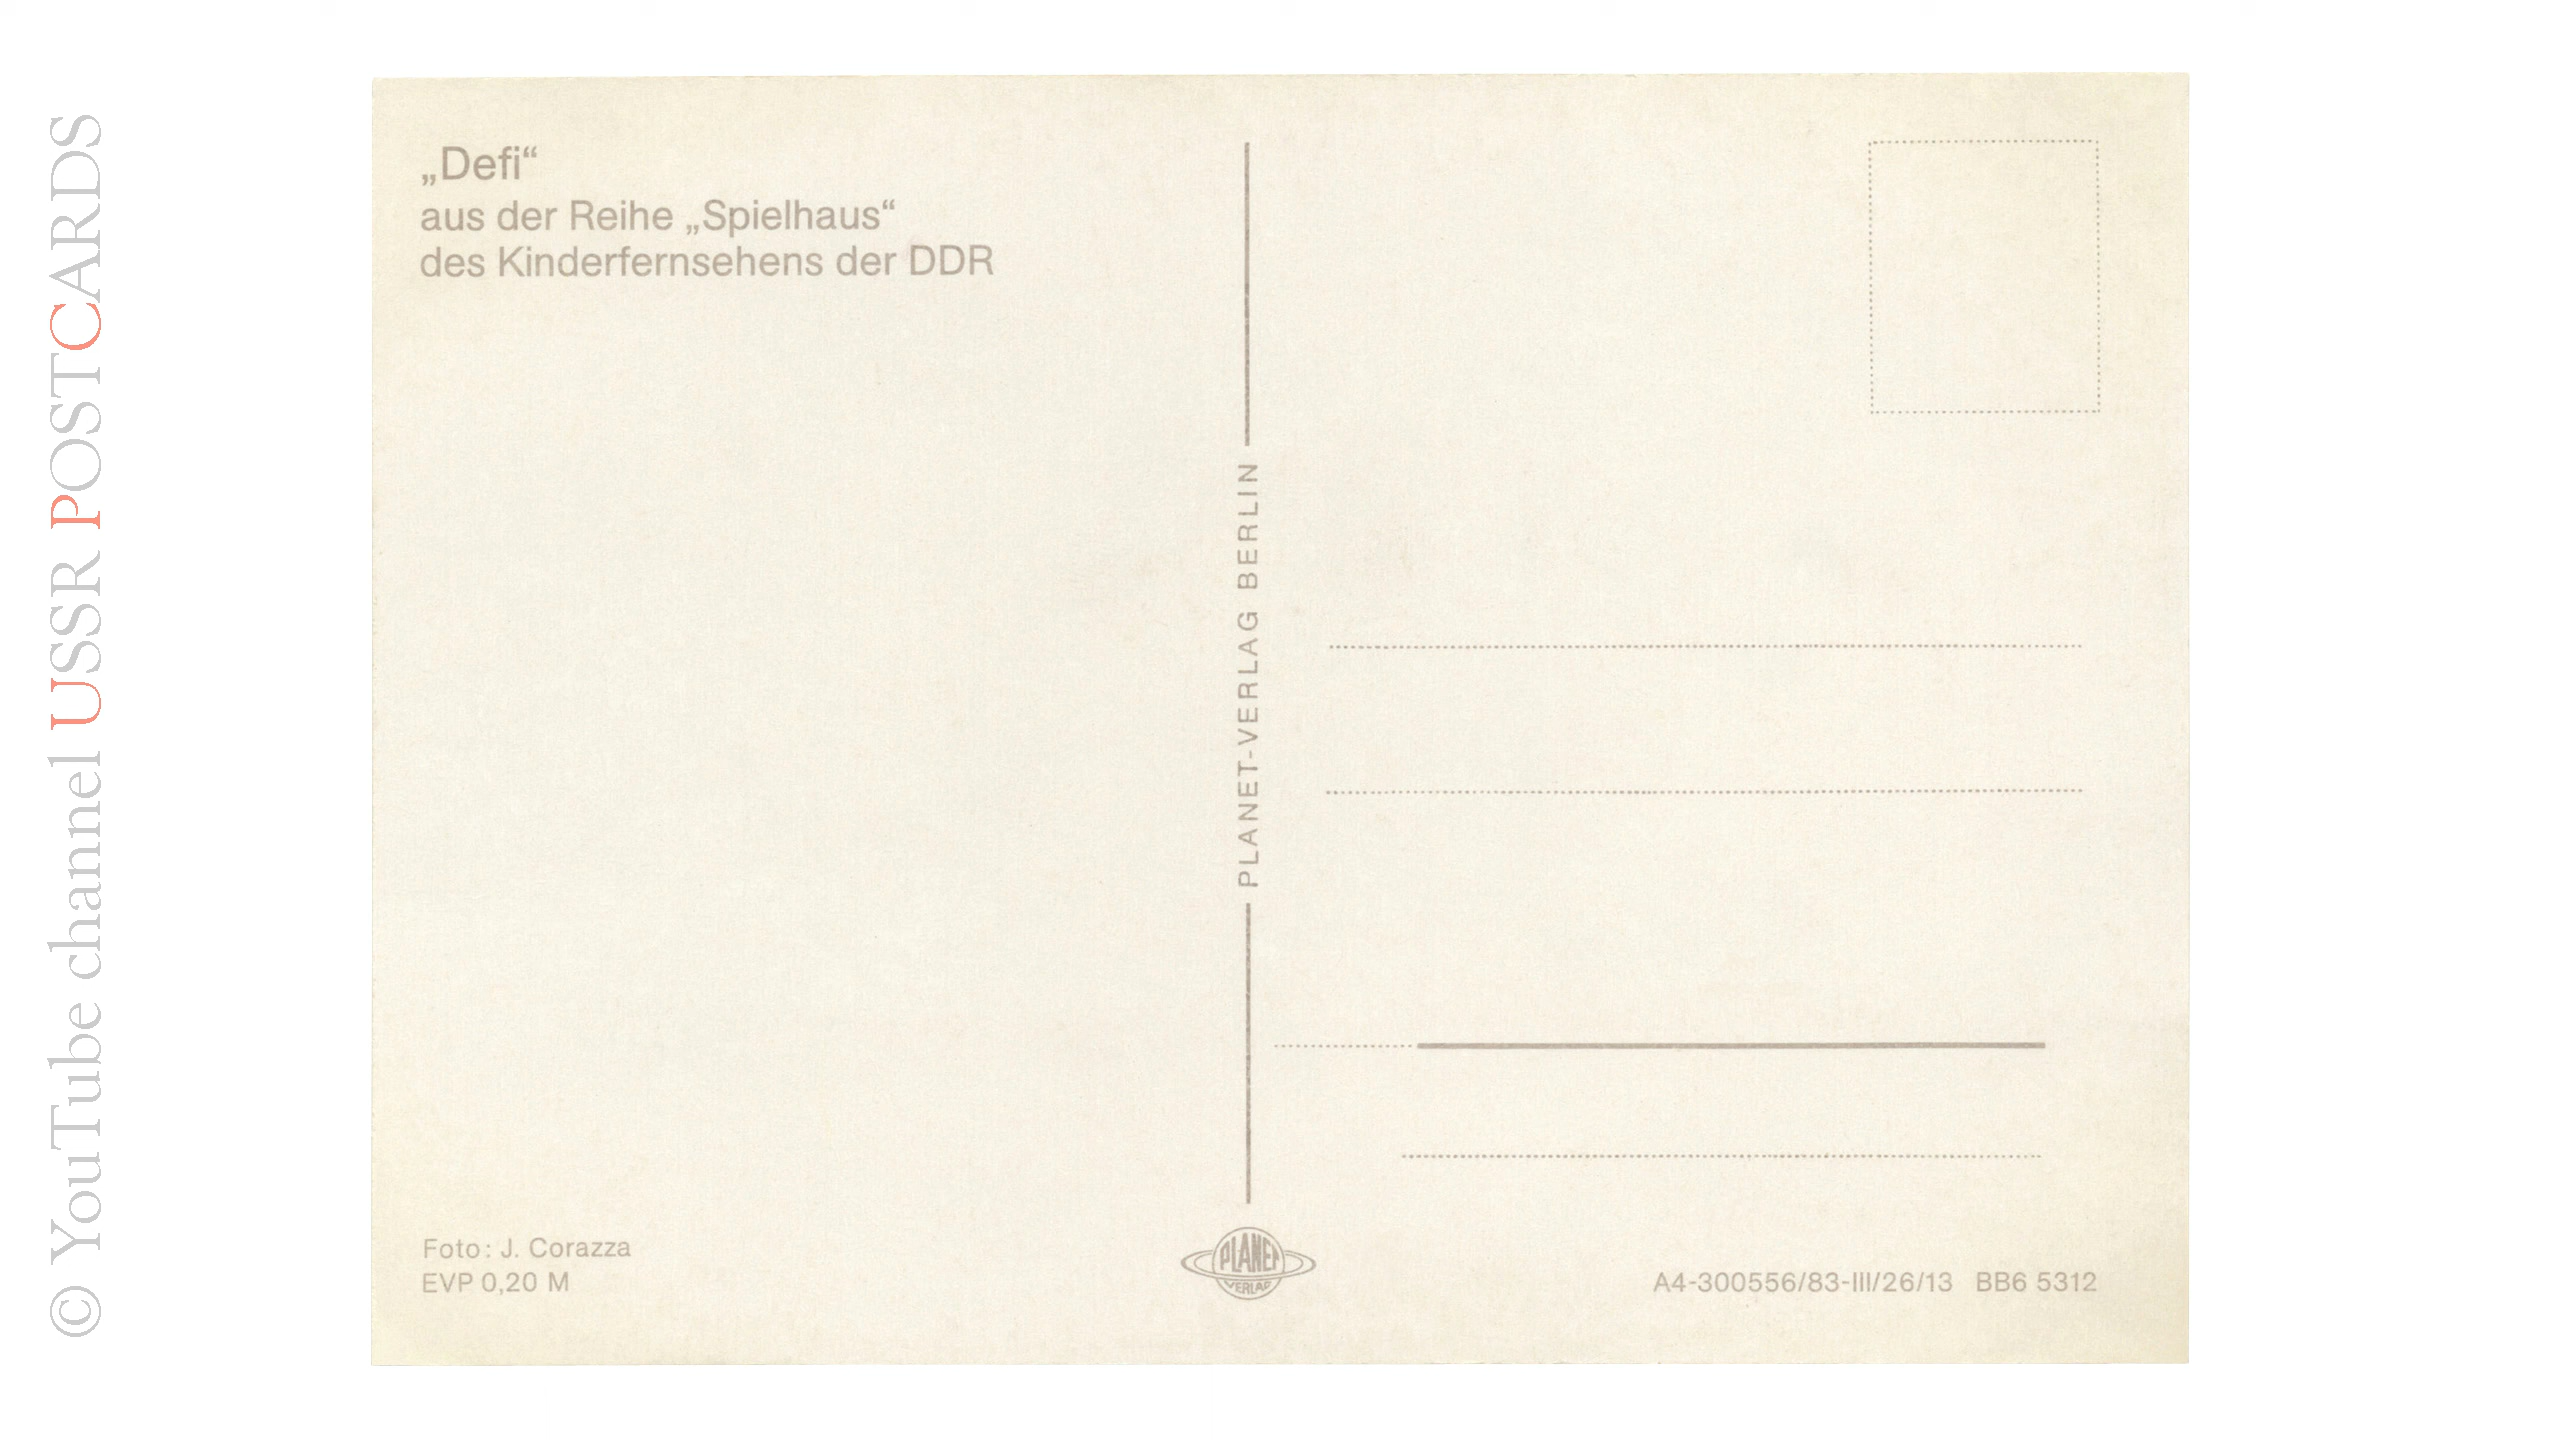 © YouTube channel USSR POSTCARDS
„Defi“
aus der Reihe „Spielhaus“
des Kinderfernsehens der DDR
PLANET-VERLAG BERLIN
Foto: J. Corazza
EVP 0,20 M
PLANET
VERLAG
A4-300556/83-III/26/13 BB6 5312